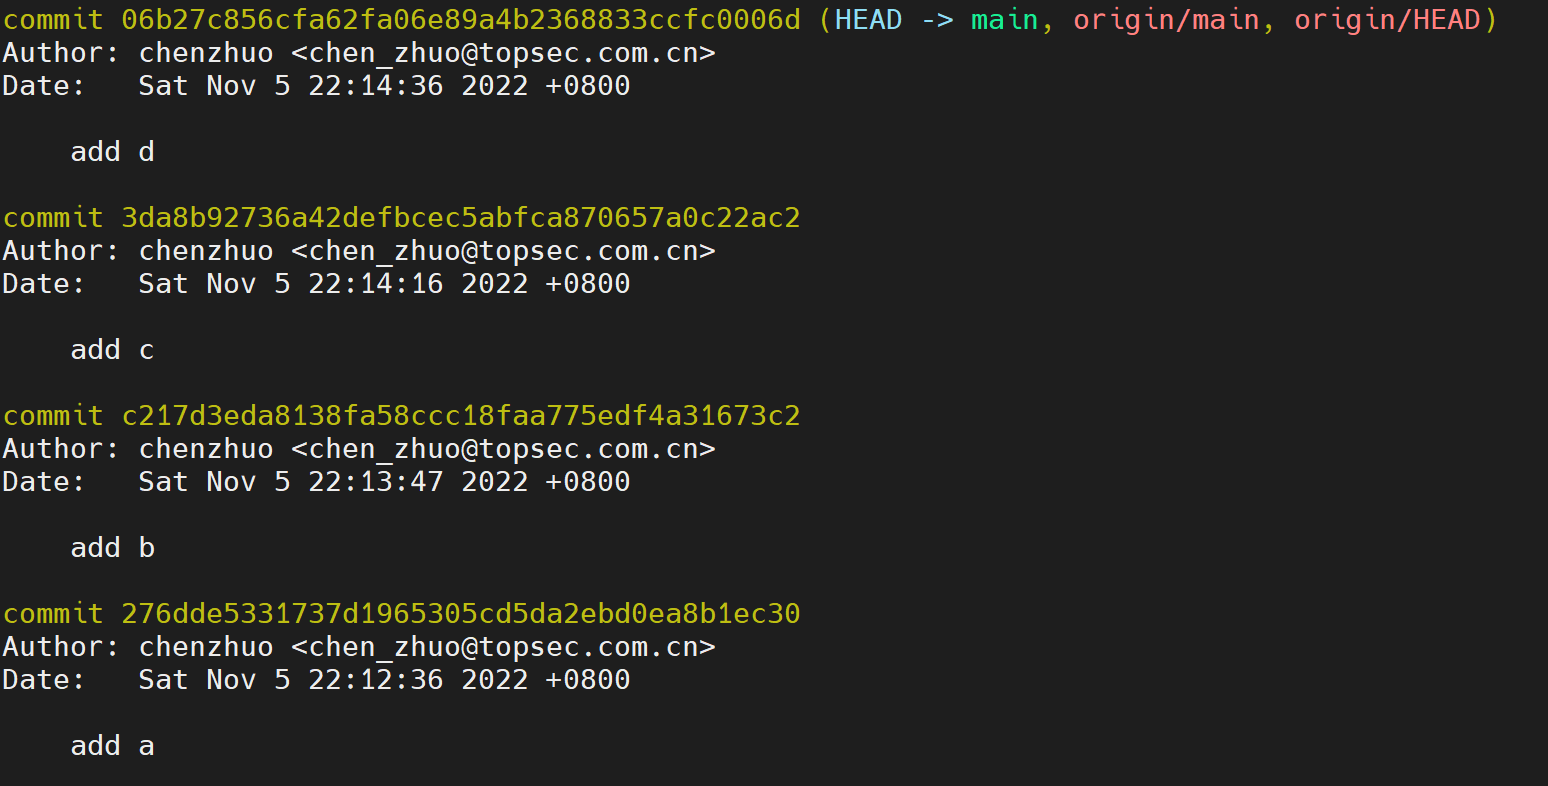 commit 06b27c856cfa62fa06e89a4b2368833ccfc0006d (HEAD -> main, origin/main, origin/HEAD)
Author: chenzhuo <chen_zhuo@topsec.com.cn>
Date:   Sat Nov 5 22:14:36 2022 +0800
    add d
commit 3da8b92736a42defbcec5abfca870657a0c22ac2
Author: chenzhuo <chen_zhuo@topsec.com.cn>
Date:   Sat Nov 5 22:14:16 2022 +0800
    add c
commit c217d3eda8138fa58ccc18faa775edf4a31673c2
Author: chenzhuo <chen_zhuo@topsec.com.cn>
Date:   Sat Nov 5 22:13:47 2022 +0800
    add b
commit 276dde5331737d1965305cd5da2ebd0ea8b1ec30
Author: chenzhuo <chen_zhuo@topsec.com.cn>
Date:   Sat Nov 5 22:12:36 2022 +0800
    add a